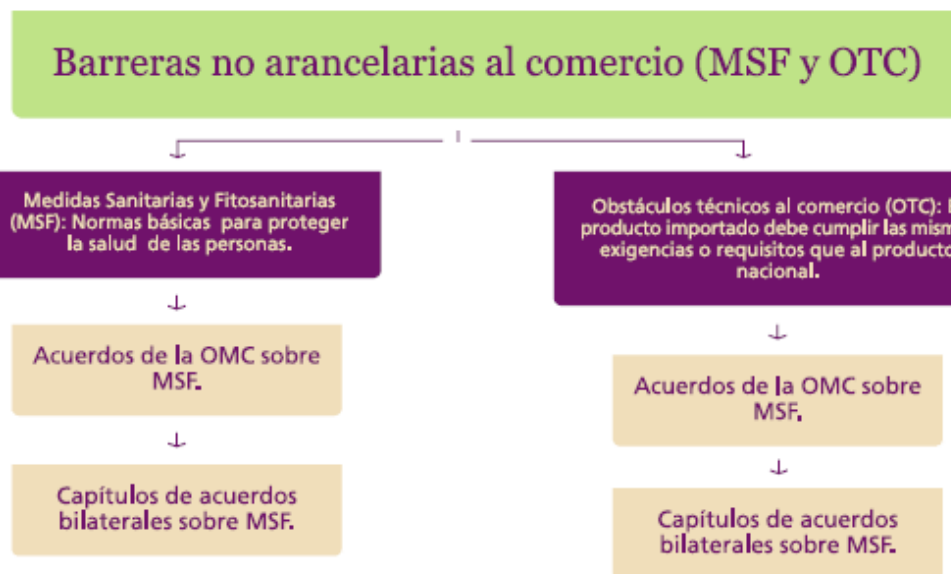 Barreras no arancelarias al comercio (MSF y OTC)
Medidas Sanitarias y Fitosanitarias
(MSF): Normas básicas para proteger
la salud de las personas.
Obstáculos técnicos al comercio (OTC):
producto importado debe cumplir las
exigencias o requisitos que al producto
nacional.
Acuerdos de la OMC sobre
MSF.
Capítulos de acuerdos
bilaterales sobre MSF.
Acuerdos de la OMC sobre
MSF.
Capítulos de acuerdos
bilaterales sobre MSF.